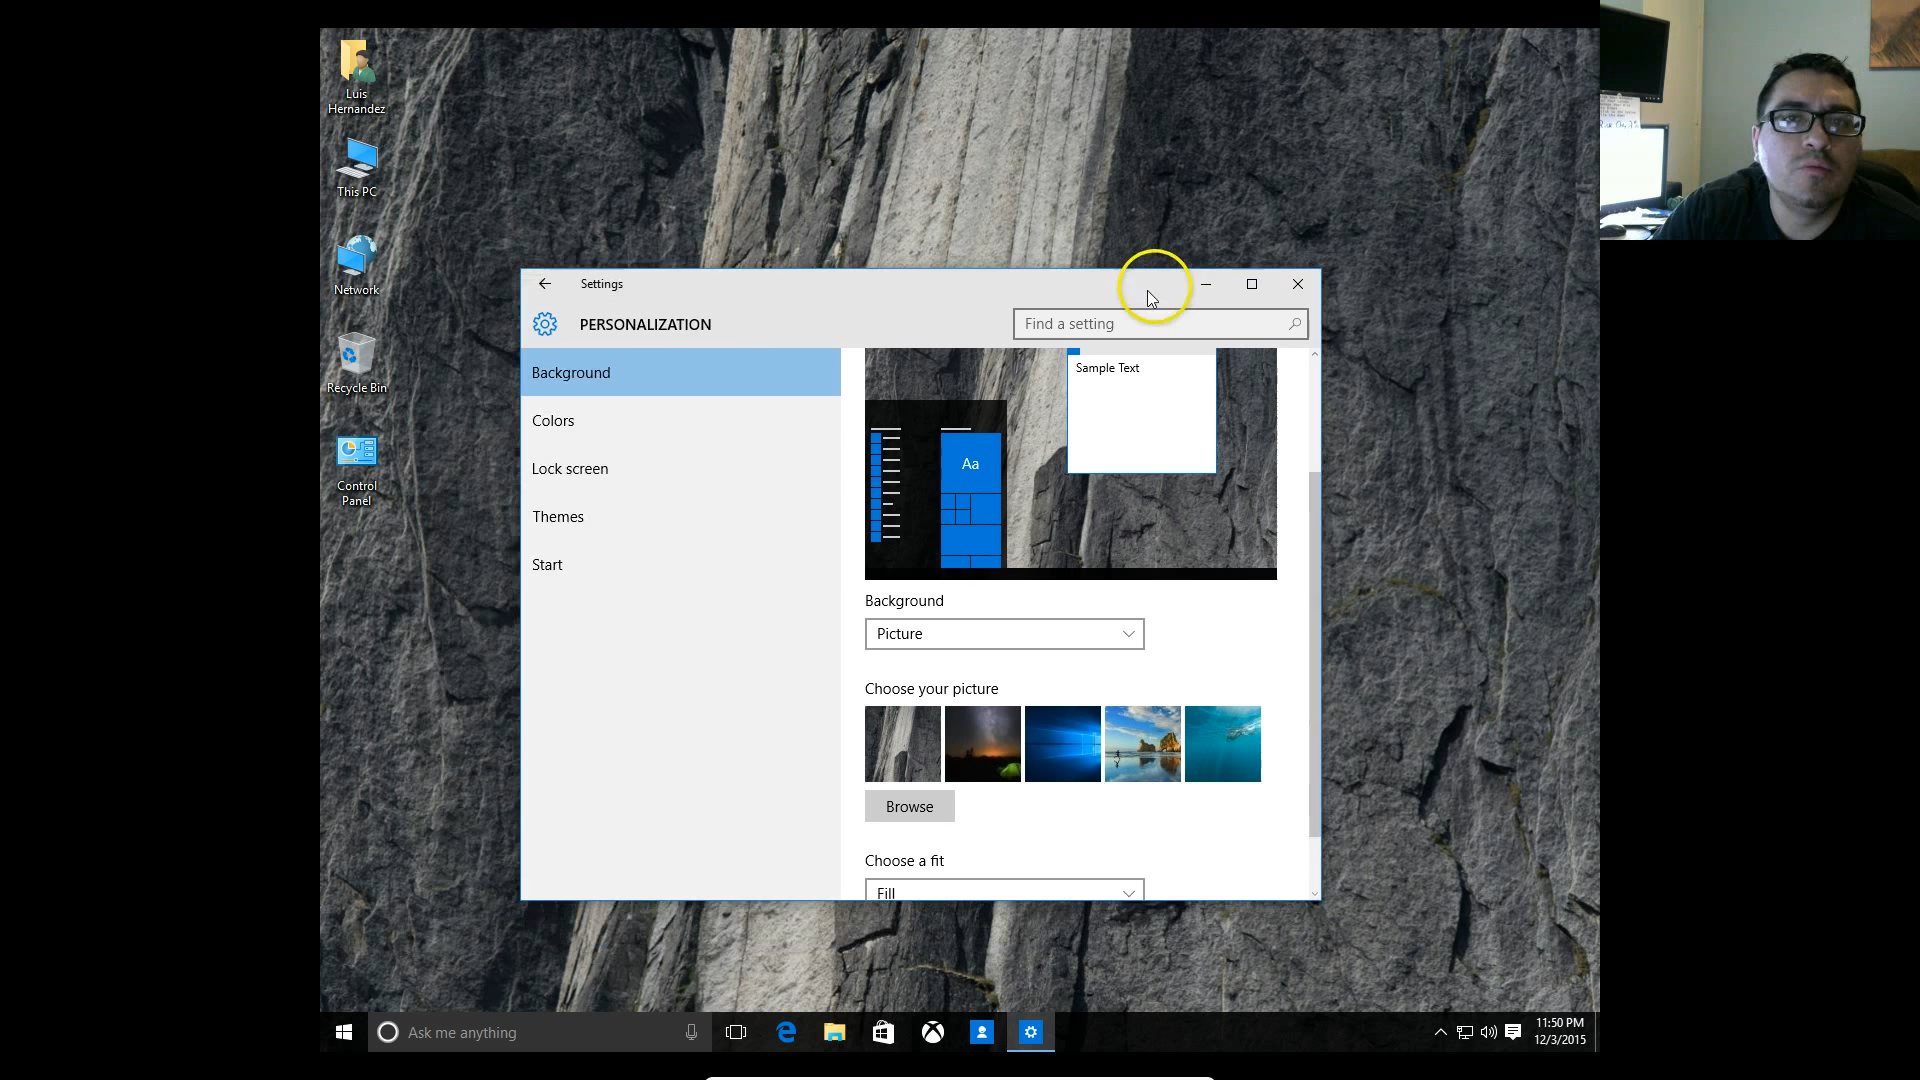 Luis
Hernandez
This PC
Network
Recycle Bin
Control
Panel
Settings
PERSONALIZATION
Find a setting
Background
Colors
Lock screen
Themes
Start
Sample Text
Aa
Background
Picture
Choose your picture
Browse
Choose a fit
Fill
Ask me anything
11:50 PM
12/3/2015